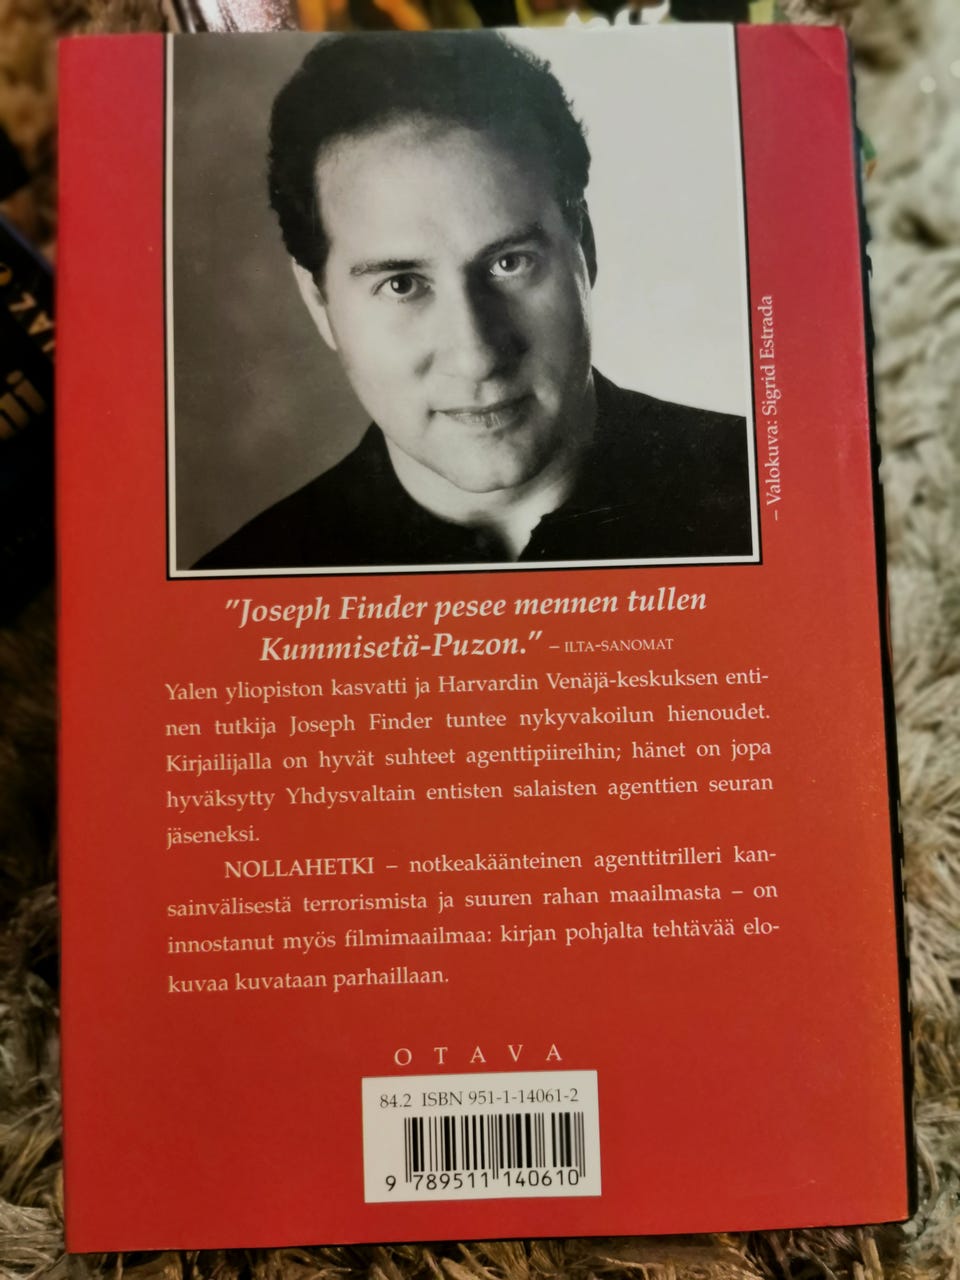 – Valokuva: Sigrid Estrada
"Joseph Finder pesee mennen tullen
Kummisetä-Puzon." – ILTA-SANOMAT
Yalen yliopiston kasvatti ja Harvardin Venäjä-keskuksen enti-
nen tutkija Joseph Finder tuntee nykyvakoilun hienoudet.
Kirjailijalla on hyvät suhteet agenttipiireihin; hänet on jopa
hyväksytty Yhdysvaltain entisten salaisten agenttien seuran
jäseneksi.
NOLLAHETKI – notkeakäänteinen agenttitrilleri kan-
sainvälisestä terrorismista ja suuren rahan maailmasta – on
innostanut myös filmimaailmaa: kirjan pohjalta tehtävää elo-
kuvaa kuvataan parhaillaan.
OTAVA
84.2 ISBN 951-1-14061-2
9 789511 140610